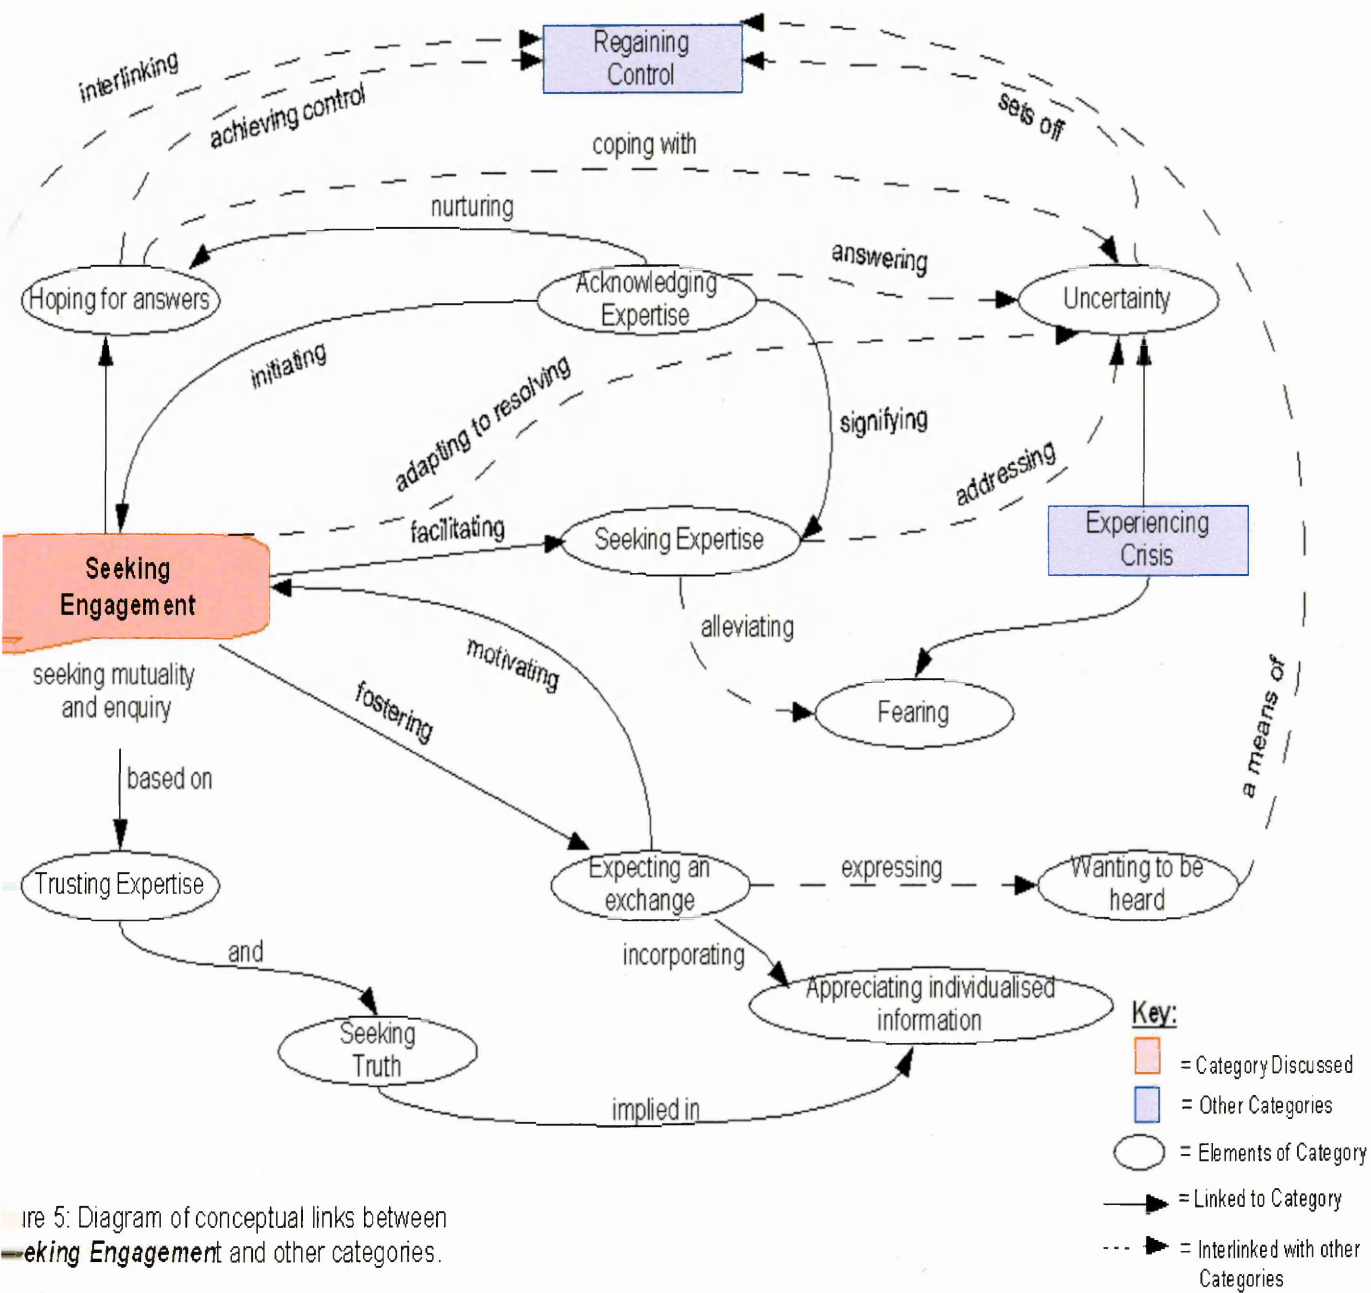 Regaining
Control
interlinking
achieving control
sets off
coping with
nurturing
answering
Hoping for answers
Acknowledging
Expertise
Uncertainty
initiating
adapting to resolving
signifying
addressing
facilitating
Seeking Expertise
Experiencing
Crisis
Seeking
Engagement
alleviating
motivating
seeking mutuality
and enquiry
fostering
Fearing
a means of
based on
Trusting Expertise
Expecting an
exchange
expressing
Wanting to be
heard
and
incorporating
Appreciating individualised
information
Seeking
Truth
implied in
Key:
= Category Discussed
= Other Categories
= Elements of Category
= Linked to Category
= Interlinked with other
Categories
ire 5: Diagram of conceptual links between
eking Engagement and other categories.